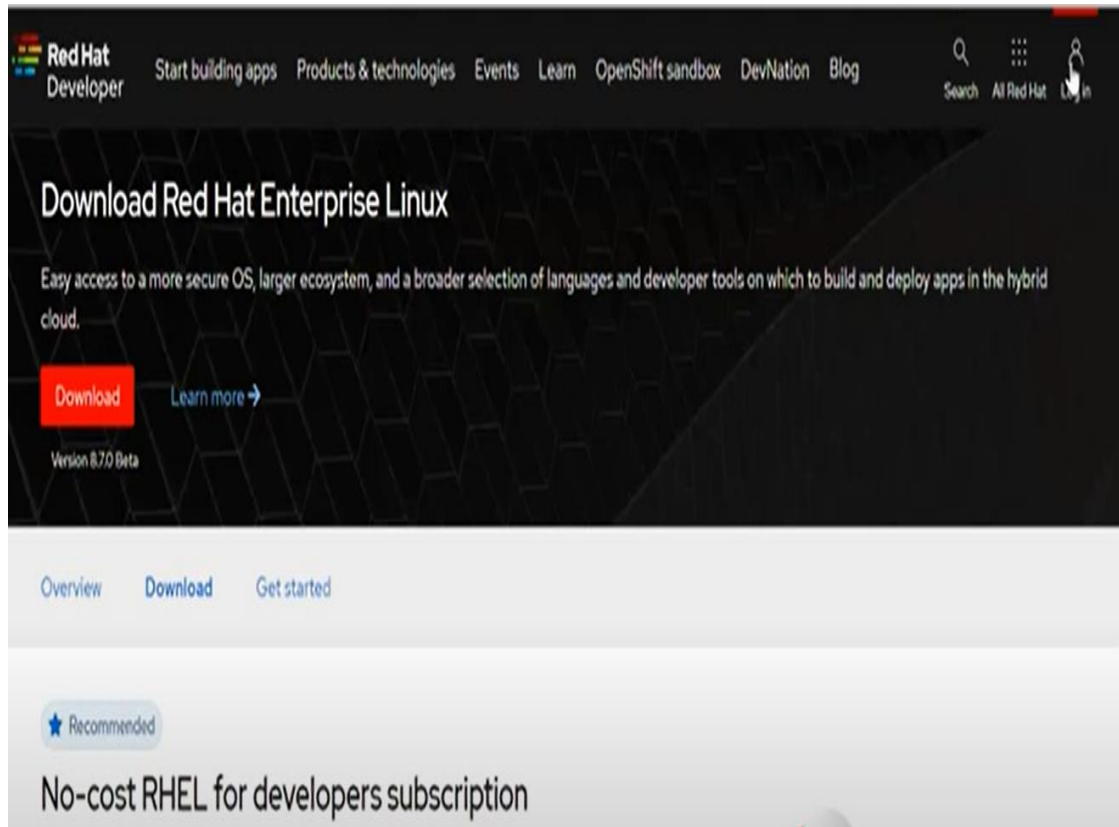 Red Hat
Developer
Start building apps Products & technologies Events Learn OpenShift sandbox DevNation Blog
Search All Red Hat Log in
Download Red Hat Enterprise Linux
Easy access to a more secure OS, larger ecosystem, and a broader selection of languages and developer tools on which to build and deploy apps in the hybrid
cloud.
Download Learn more →
Version 8.7.0 Beta
Overview Download Get started
Recommended
No-cost RHEL for developers subscription